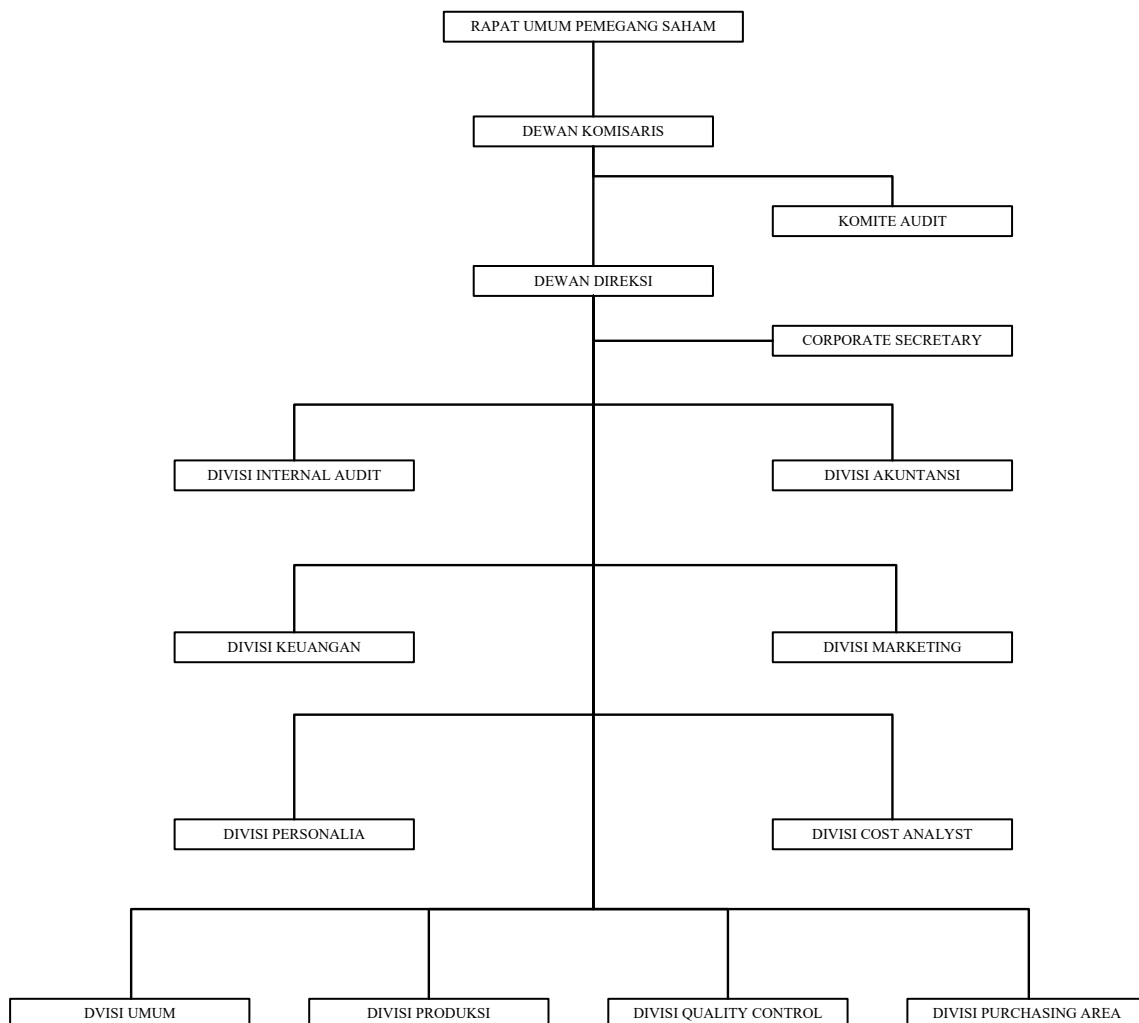 RAPAT UMUM PEMEGANG SAHAM
DEWAN KOMISARIS
KOMITE AUDIT
DEWAN DIREKSI
CORPORATE SECRETARY
DIVISI INTERNAL AUDIT
DIVISI AKUNTANSI
DIVISI KEUANGAN
DIVISI MARKETING
DIVISI PERSONALIA
DIVISI COST ANALYST
DVISI UMUM
DIVISI PRODUKSI
DIVISI QUALITY CONTROL
DIVISI PURCHASING AREA